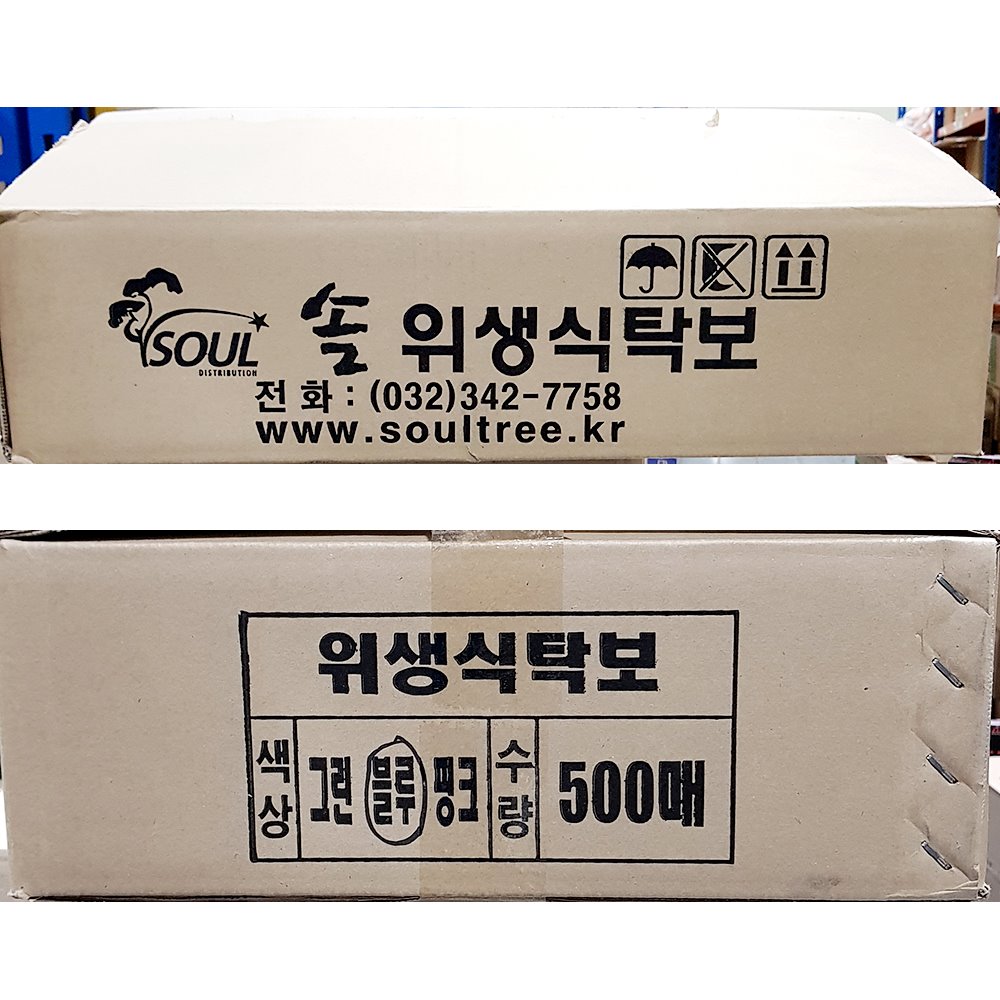 SOUL
DISTRIBUTION
솔 위생식탁보
전화 : (032)342-7758
www.soultree.kr
위생식탁보
색상 그린 블루 핑크 수량 500매